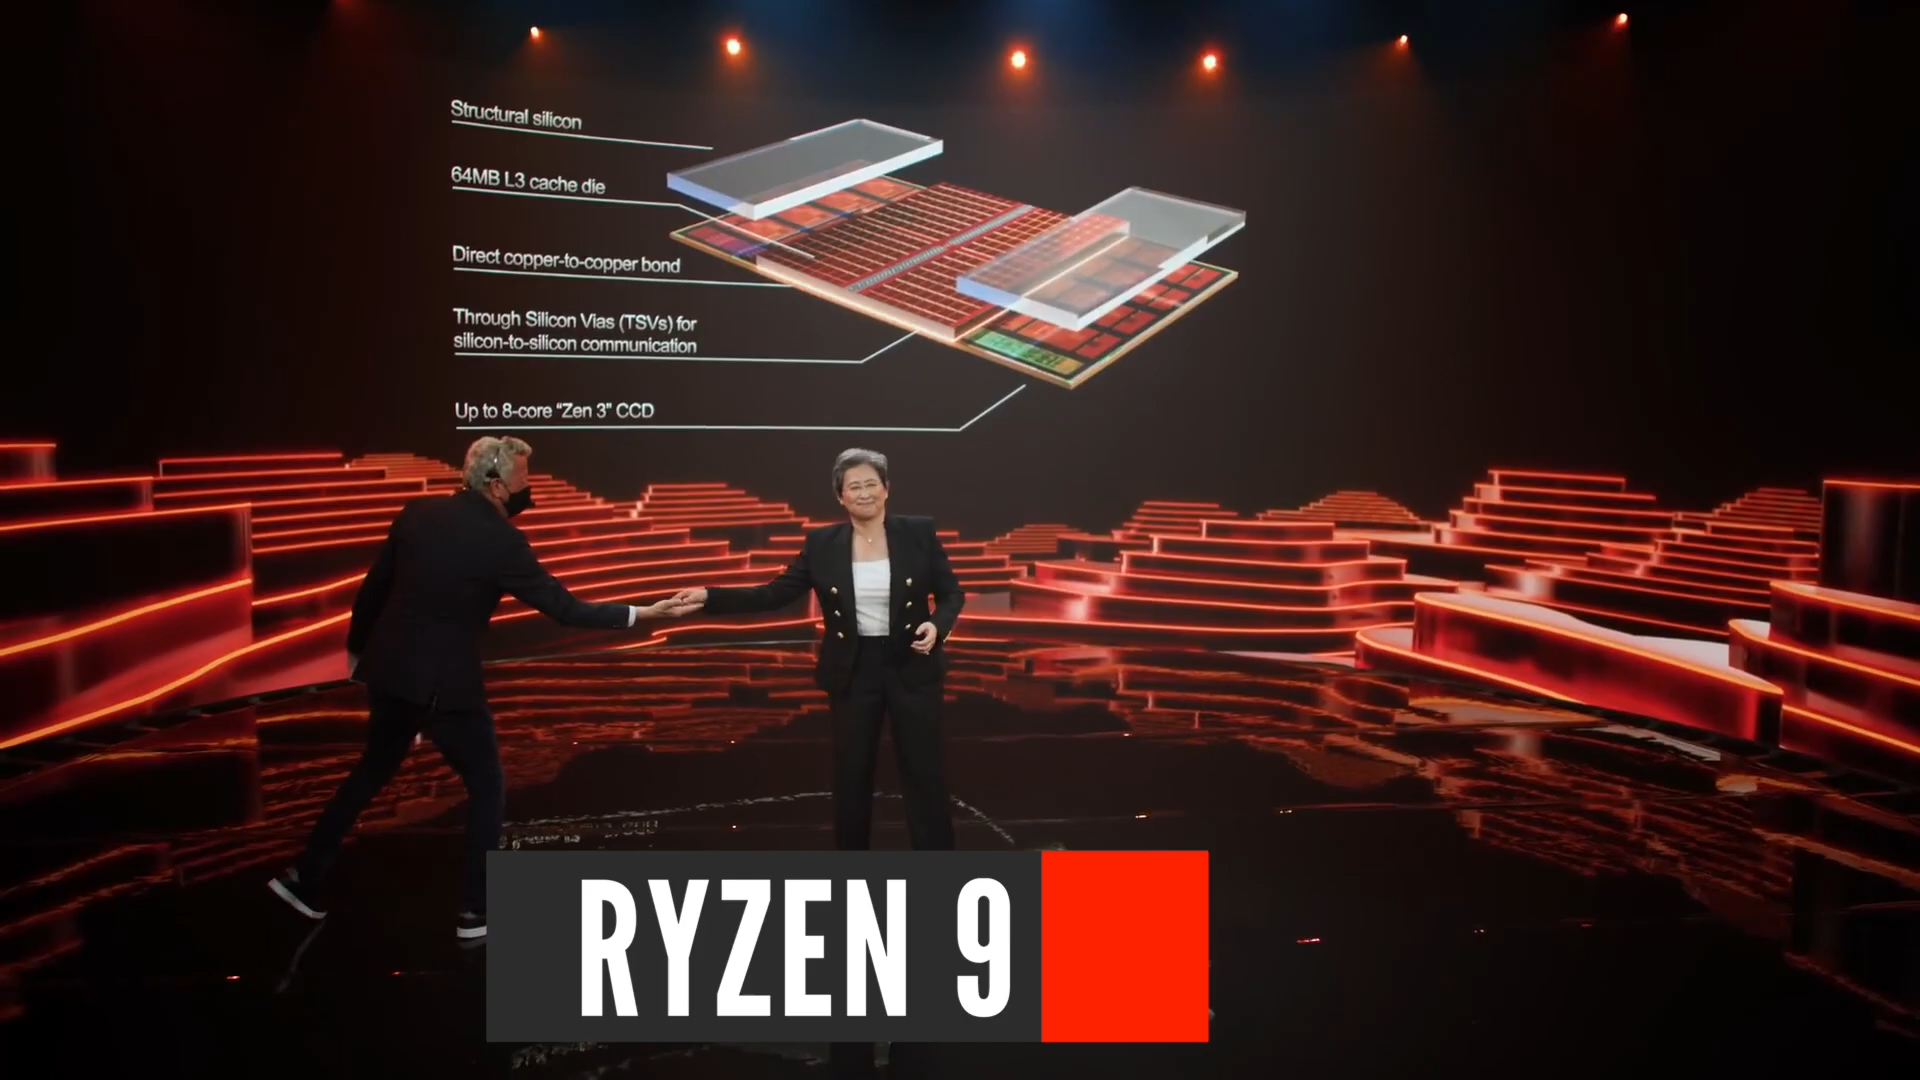 Structural silicon
64MB L3 cache die
Direct copper-to-copper bond
Through Silicon Vias (TSVs) for
silicon-to-silicon communication
Up to 8-core “Zen 3” CCD
RYZEN 9